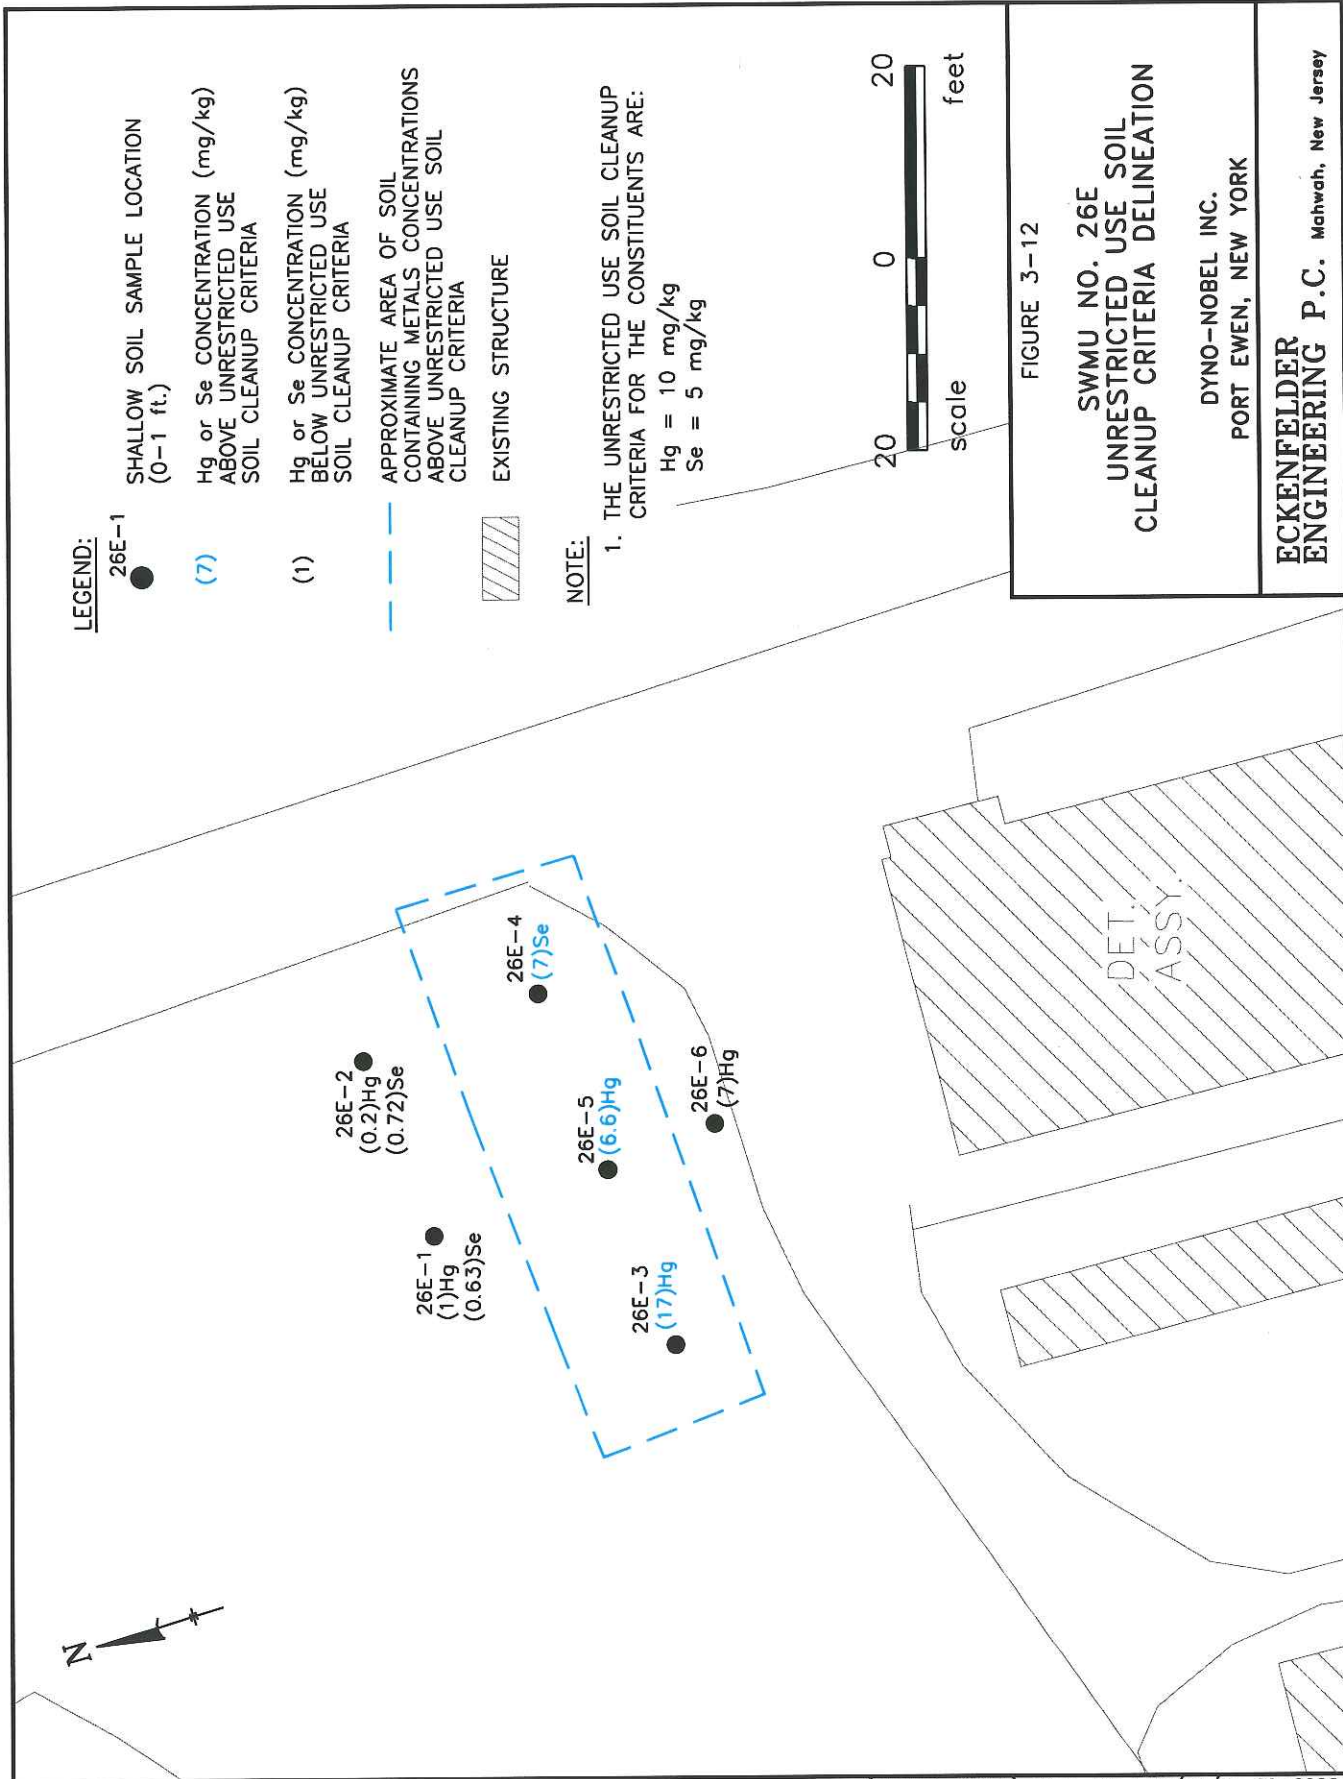 N
26E-1
(1)Hg
(0.63)Se
26E-2
(0.2)Hg
(0.72)Se
26E-3
(17)Hg
26E-5
(6.6)Hg
26E-4
(7)Se
26E-6
(7)Hg
DET.
ASSY.
LEGEND:
26E-1
SHALLOW SOIL SAMPLE LOCATION
(0-1 ft.)
(7)
Hg or Se CONCENTRATION (mg/kg)
ABOVE UNRESTRICTED USE
SOIL CLEANUP CRITERIA
(1)
Hg or Se CONCENTRATION (mg/kg)
BELOW UNRESTRICTED USE
SOIL CLEANUP CRITERIA
APPROXIMATE AREA OF SOIL
CONTAINING METALS CONCENTRATIONS
ABOVE UNRESTRICTED USE SOIL
CLEANUP CRITERIA
EXISTING STRUCTURE
NOTE:
1. THE UNRESTRICTED USE SOIL CLEANUP
CRITERIA FOR THE CONSTITUENTS ARE:
Hg = 10 mg/kg
Se = 5 mg/kg
20 0 20
scale feet
FIGURE 3-12
SWMU NO. 26E
UNRESTRICTED USE SOIL
CLEANUP CRITERIA DELINEATION
DYNO-NOBEL INC.
PORT EWEN, NEW YORK
ECKENFELDER
ENGINEERING P.C. Mahwah, New Jersey